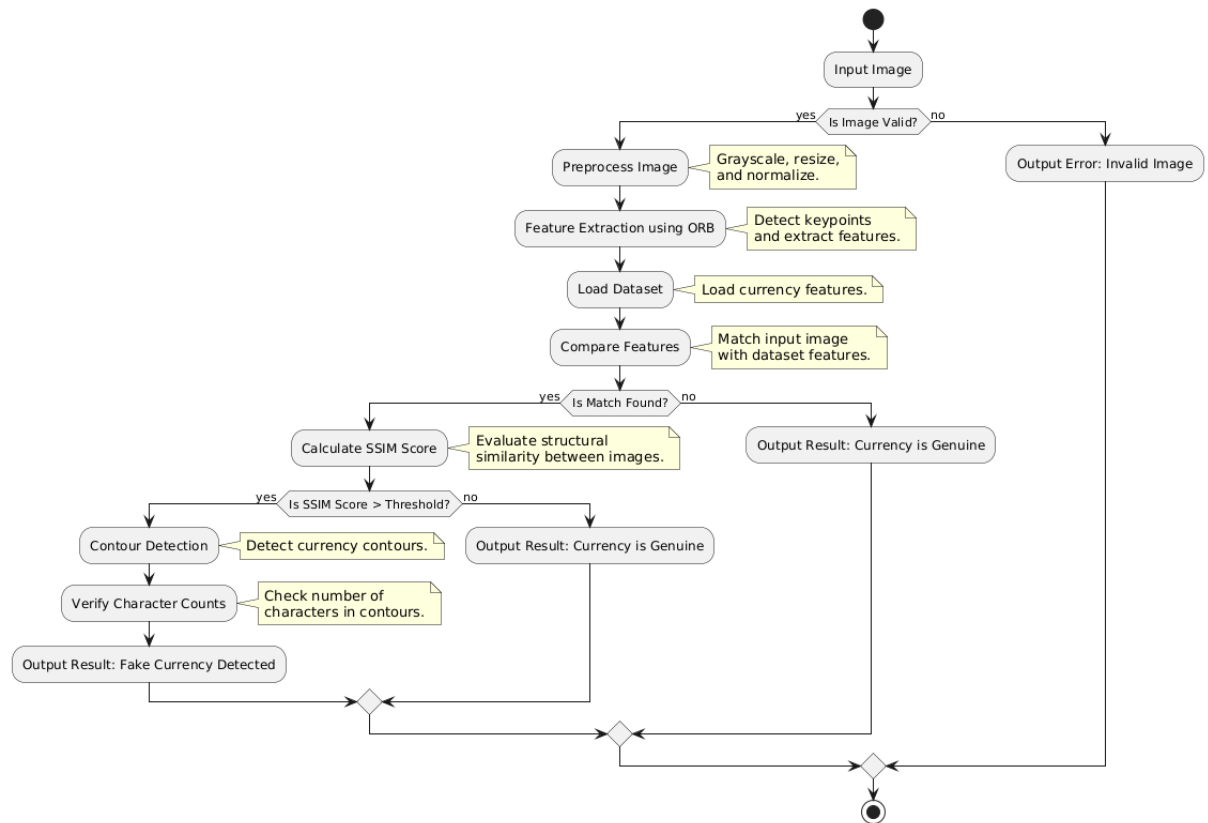 Input Image
yes
Is Image Valid?
no
Preprocess Image
Grayscale, resize,
and normalize.
Output Error: Invalid Image
Feature Extraction using ORB
Detect keypoints
and extract features.
Load Dataset
Load currency features.
Compare Features
Match input image
with dataset features.
yes
Is Match Found?
no
Calculate SSIM Score
Evaluate structural
similarity between images.
Output Result: Currency is Genuine
yes
Is SSIM Score > Threshold?
no
Contour Detection
Detect currency contours.
Output Result: Currency is Genuine
Verify Character Counts
Check number of
characters in contours.
Output Result: Fake Currency Detected